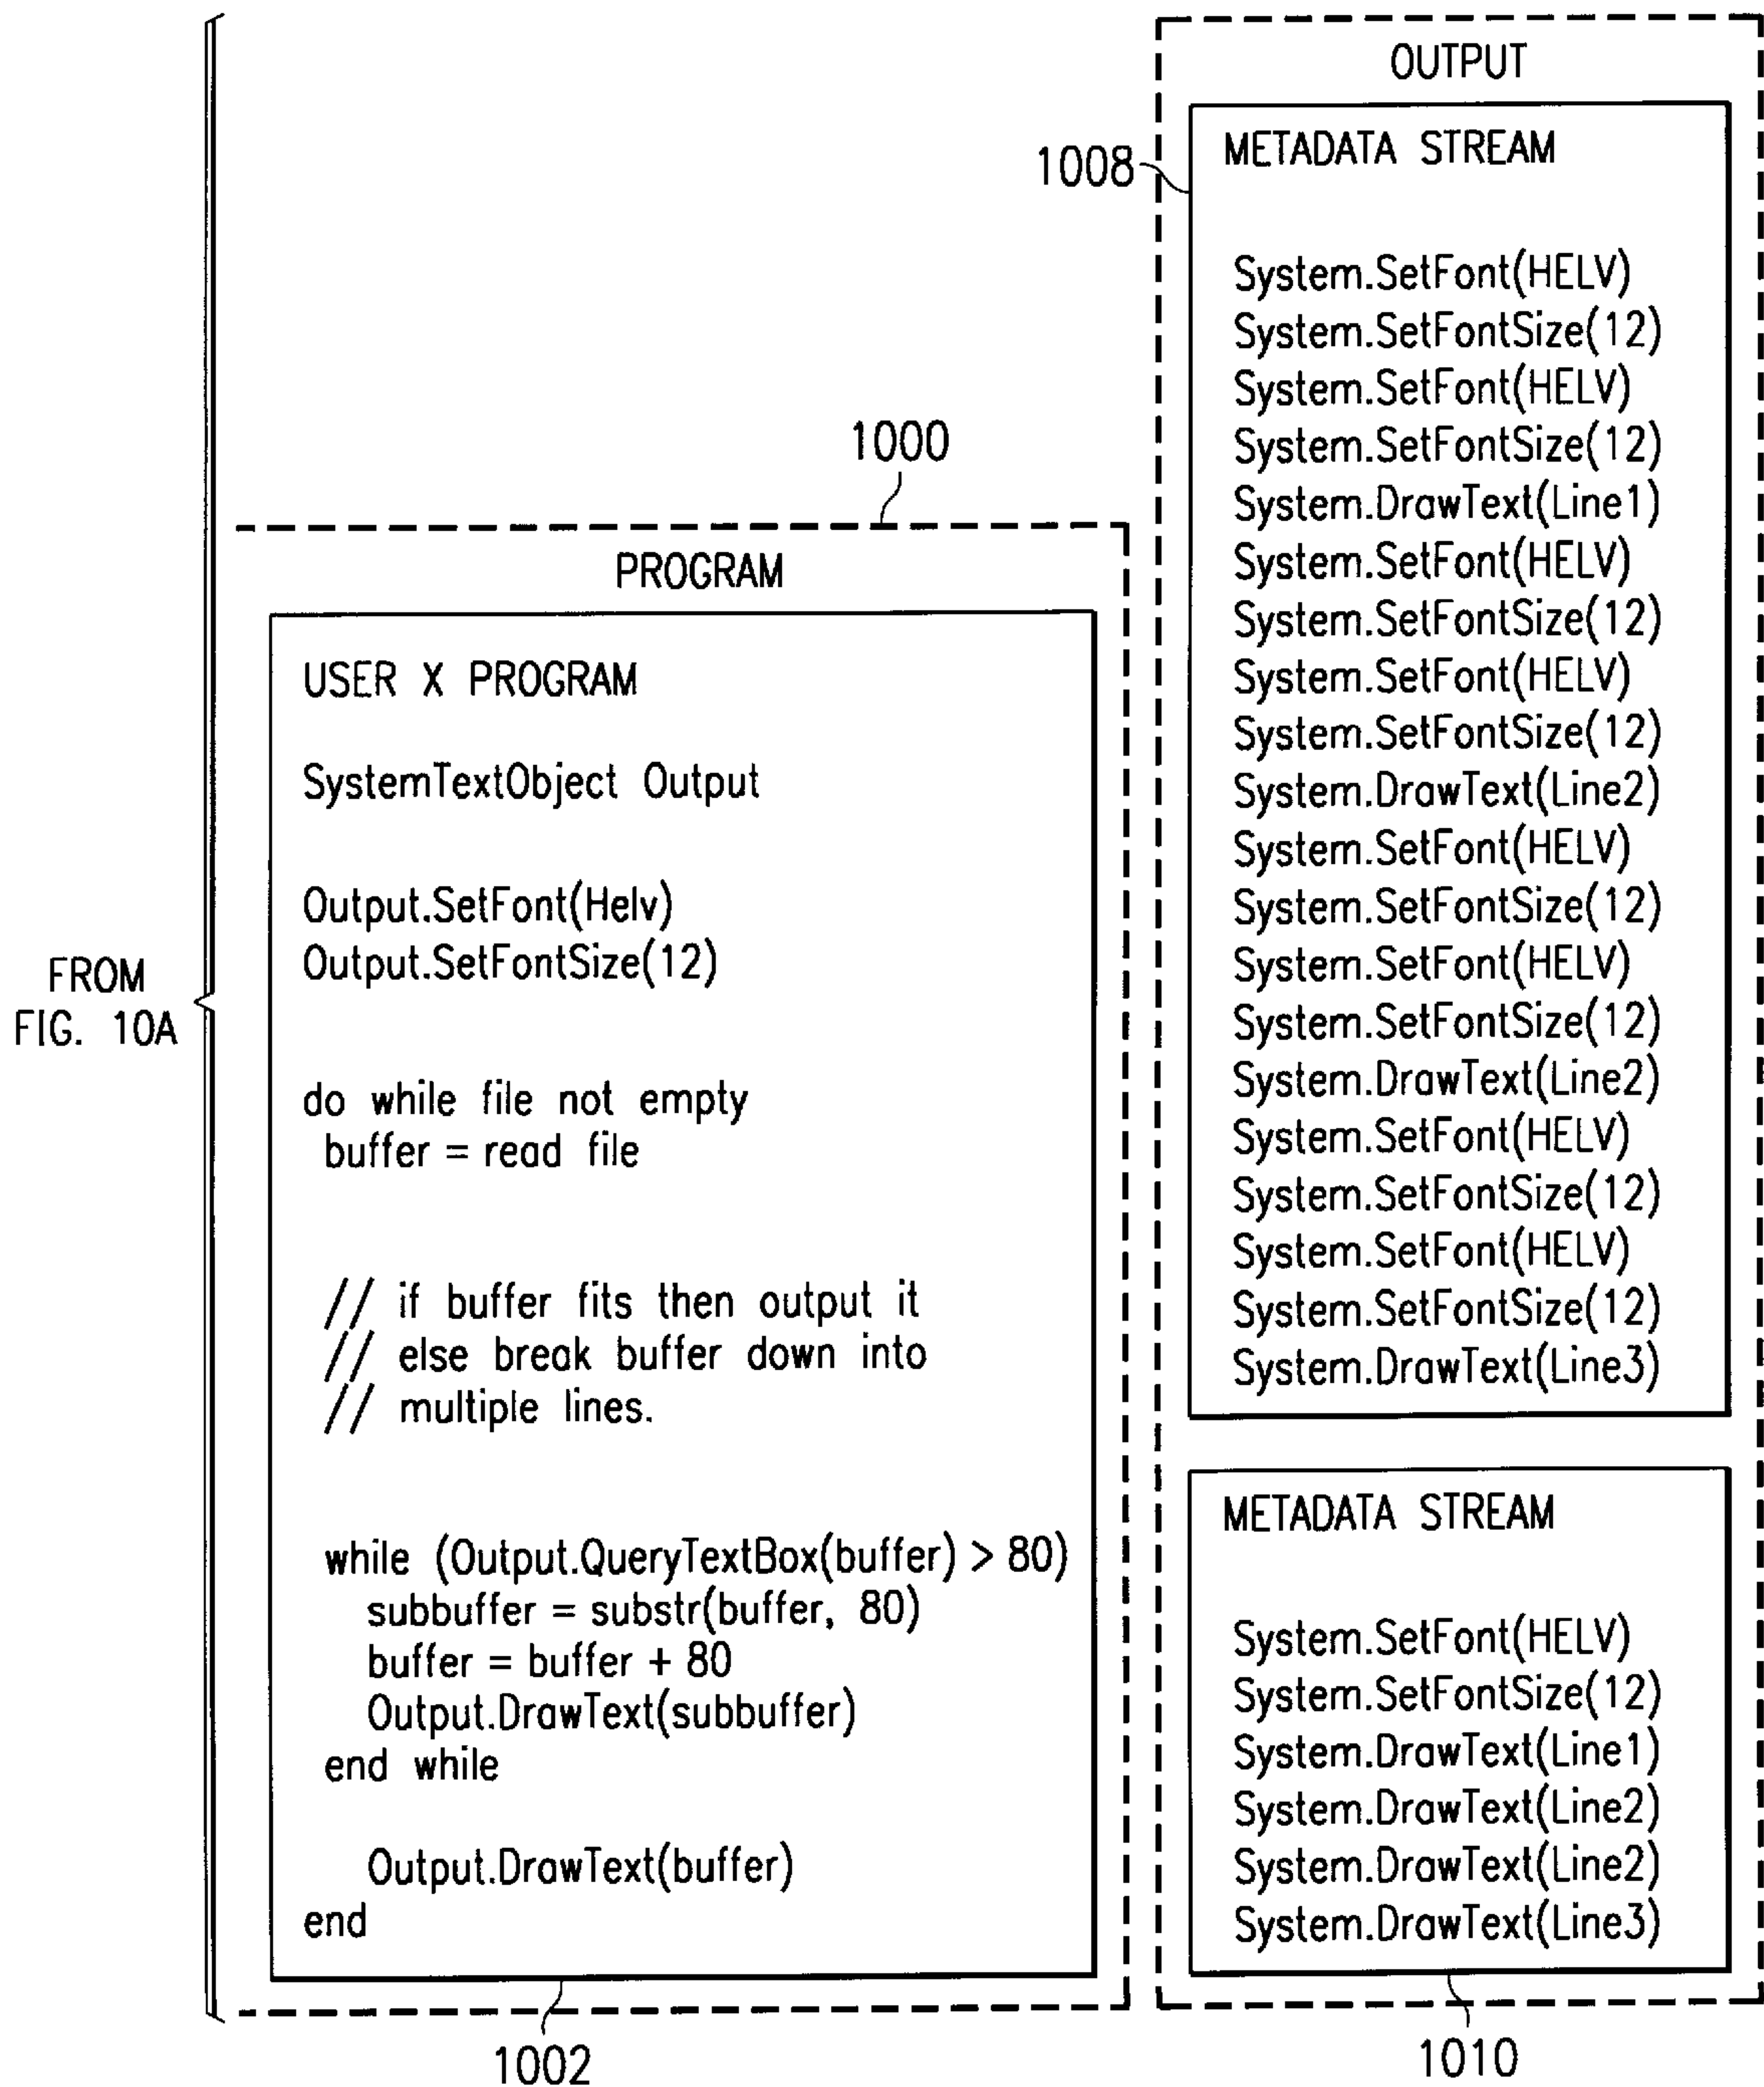 FROM
FIG. 10A
1000
PROGRAM
USER X PROGRAM
SystemTextObject Output
Output.SetFont(Helv)
Output.SetFontSize(12)
do while file not empty
buffer = read file
// if buffer fits then output it
// else break buffer down into
// multiple lines.
while (Output.QueryTextBox(buffer) > 80)
subbuffer = substr(buffer, 80)
buffer = buffer + 80
Output.DrawText(subbuffer)
end while
Output.DrawText(buffer)
end
1002
OUTPUT
1008
METADATA STREAM
System.SetFont(HELV)
System.SetFontSize(12)
System.SetFont(HELV)
System.SetFontSize(12)
System.DrawText(Line1)
System.SetFont(HELV)
System.SetFontSize(12)
System.SetFont(HELV)
System.SetFontSize(12)
System.DrawText(Line2)
System.SetFont(HELV)
System.SetFontSize(12)
System.SetFont(HELV)
System.SetFontSize(12)
System.DrawText(Line2)
System.SetFont(HELV)
System.SetFontSize(12)
System.SetFont(HELV)
System.SetFontSize(12)
System.DrawText(Line3)
METADATA STREAM
System.SetFont(HELV)
System.SetFontSize(12)
System.DrawText(Line1)
System.DrawText(Line2)
System.DrawText(Line2)
System.DrawText(Line3)
1010